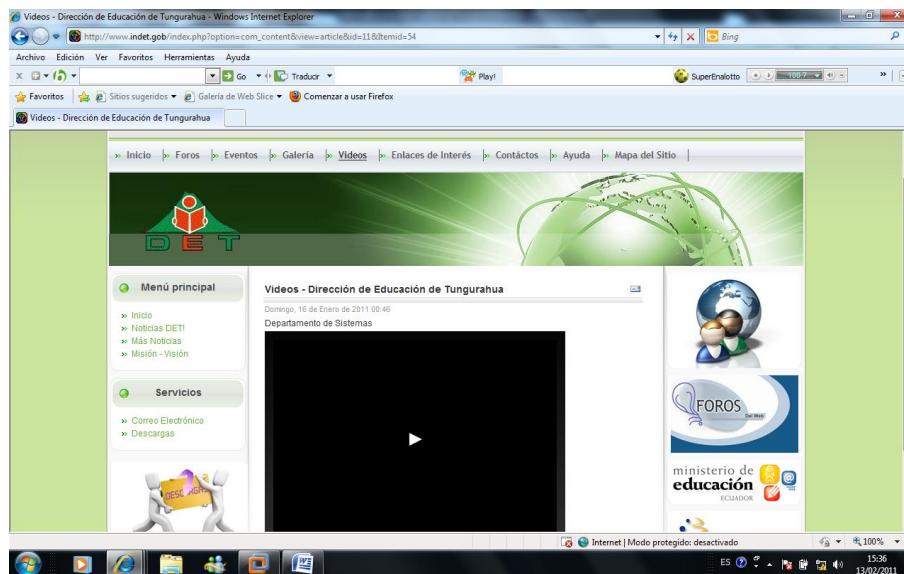 Videos - Dirección de Educación de Tungurahua - Windows Internet Explorer
http://www.indet.gob/index.php?option=com_content&view=article&id=11&Itemid=54
Bing
Archivo Edición Ver Favoritos Herramientas Ayuda
Go Traducir Play! SuperEnalotto 100.7
Favoritos Sitios sugeridos Galería de Web Slice Comenzar a usar Firefox
Videos - Dirección de Educación de Tungurahua
Inicio Foros Eventos Galería Videos Enlaces de Interés Contáctos Ayuda Mapa del Sitio
DET
Menú principal
Inicio
Noticias DET!
Más Noticias
Misión - Visión
Servicios
Correo Electrónico
Descargas
Videos - Dirección de Educación de Tungurahua
Domingo, 16 de Enero de 2011 00:46
Departamento de Sistemas
FOROS
Del Web
ministerio de
educación
ECUADOR
Internet | Modo protegido: desactivado 100%
ES 15:36
13/02/2011